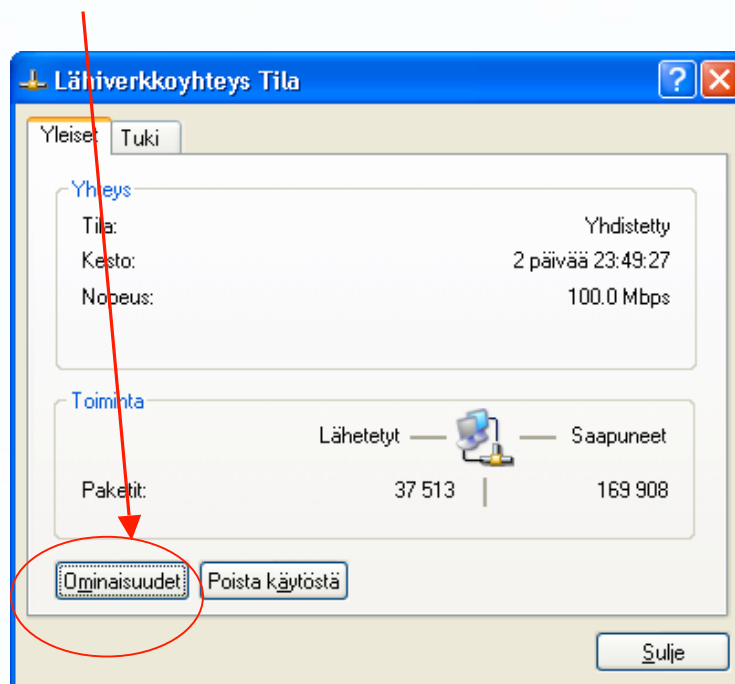 Lähiverkkoyhteys Tila
Yleiset Tuki
Yhteys
Tila: Yhdistetty
Kesto: 2 päivää 23:49:27
Nopeus: 100.0 Mbps
Toiminta
Lähetetyt Saapuneet
Paketit: 37 513 169 908
Ominaisuudet Poista käytöstä
Sulje